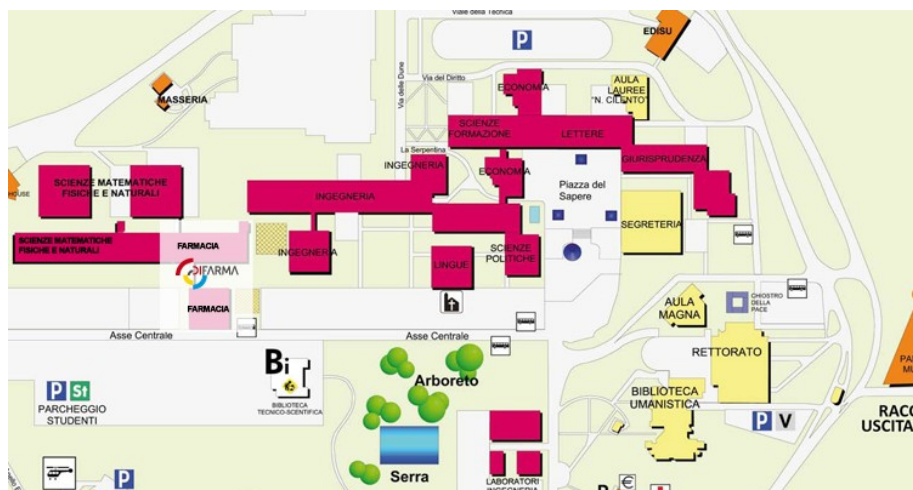 Viale della Tecnica
P
EDISU
Via del Diritto
Via delle Dune
ECONOMIA
AULA
LAUREE
"N. CILENTO"
MASSERIA
SCIENZE
FORMAZIONE
LETTERE
La Serpentina
INGEGNERIA
ECONOMIA
GIURISPRUDENZA
SCIENZE MATEMATICHE
FISICHE E NATURALI
INGEGNERIA
Piazza del
Sapere
SEGRETERIA
SCIENZE MATEMATICHE
FISICHE E NATURALI
FARMACIA
INGEGNERIA
LINGUE
SCIENZE
POLITICHE
DIFARMA
FARMACIA
AULA
MAGNA
CHIOSTRO
DELLA
PACE
Asse Centrale
Asse Centrale
RETTORATO
Bi
BIBLIOTECA
TECNICO-SCENTIFICA
Arboreto
P St
PARCHEGGIO
STUDENTI
BIBLIOTECA
UMANISTICA
P V
Serra
LABORATORI
P
€